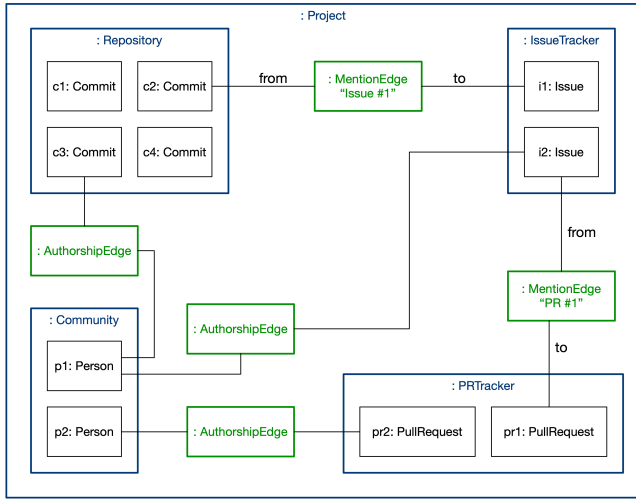 : Project
: Repository
c1: Commit
c2: Commit
c3: Commit
c4: Commit
from
: MentionEdge
“Issue #1”
to
: IssueTracker
i1: Issue
i2: Issue
: AuthorshipEdge
from
: MentionEdge
“PR #1”
to
: Community
p1: Person
p2: Person
: AuthorshipEdge
: AuthorshipEdge
: PRTracker
pr2: PullRequest
pr1: PullRequest